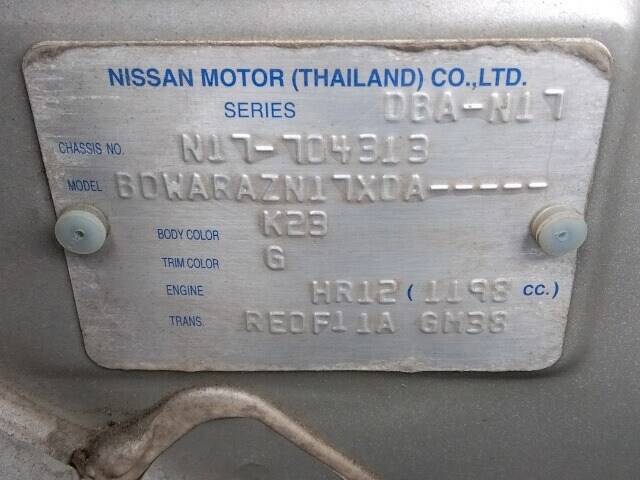 NISSAN MOTOR (THAILAND) CO.,LTD.
SERIES DBA-N17
CHASSIS NO. N17-704313
MODEL BDWARAZN17XDA-----
BODY COLOR K23
TRIM COLOR G
ENGINE HR12 (1198 CC.)
TRANS REDF11A GM38